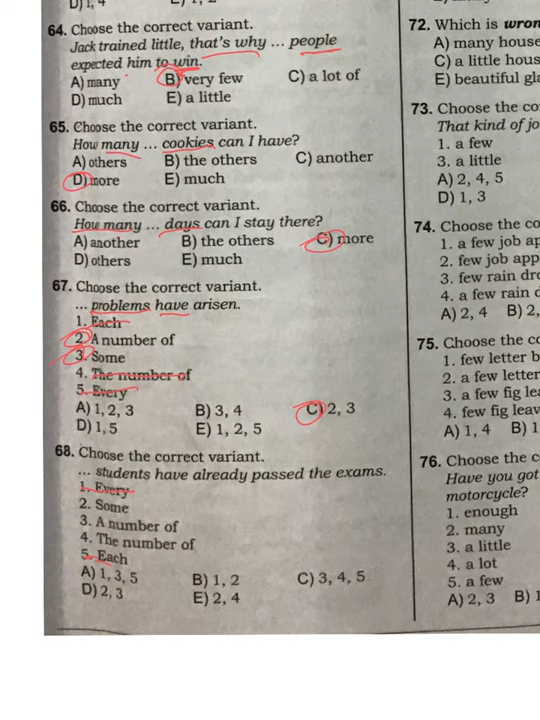 D) 1, 4
64. Choose the correct variant.
Jack trained little, that's why ... people
expected him to win.
A) many B) very few C) a lot of
D) much E) a little
65. Choose the correct variant.
How many ... cookies can I have?
A) others B) the others C) another
D) more E) much
66. Choose the correct variant.
How many ... days can I stay there?
A) another B) the others C) more
D) others E) much
67. Choose the correct variant.
... problems have arisen.
1. Each
2. A number of
3. Some
4. The number of
5. Every
A) 1, 2, 3 B) 3, 4 C) 2, 3
D) 1, 5 E) 1, 2, 5
68. Choose the correct variant.
... students have already passed the exams.
1. Every
2. Some
3. A number of
4. The number of
5. Each
A) 1, 3, 5 B) 1, 2 C) 3, 4, 5
D) 2, 3 E) 2, 4
72. Which is wron
A) many house
C) a little hous
E) beautiful gla
73. Choose the co
That kind of jo
1. a few
3. a little
A) 2, 4, 5
D) 1, 3
74. Choose the co
1. a few job ap
2. few job app
3. few rain dro
4. a few rain d
A) 2, 4 B) 2,
75. Choose the co
1. few letter b
2. a few letter
3. a few fig lea
4. few fig leav
A) 1, 4 B) 1
76. Choose the c
Have you got
motorcycle?
1. enough
2. many
3. a little
4. a lot
5. a few
A) 2, 3 B) 1